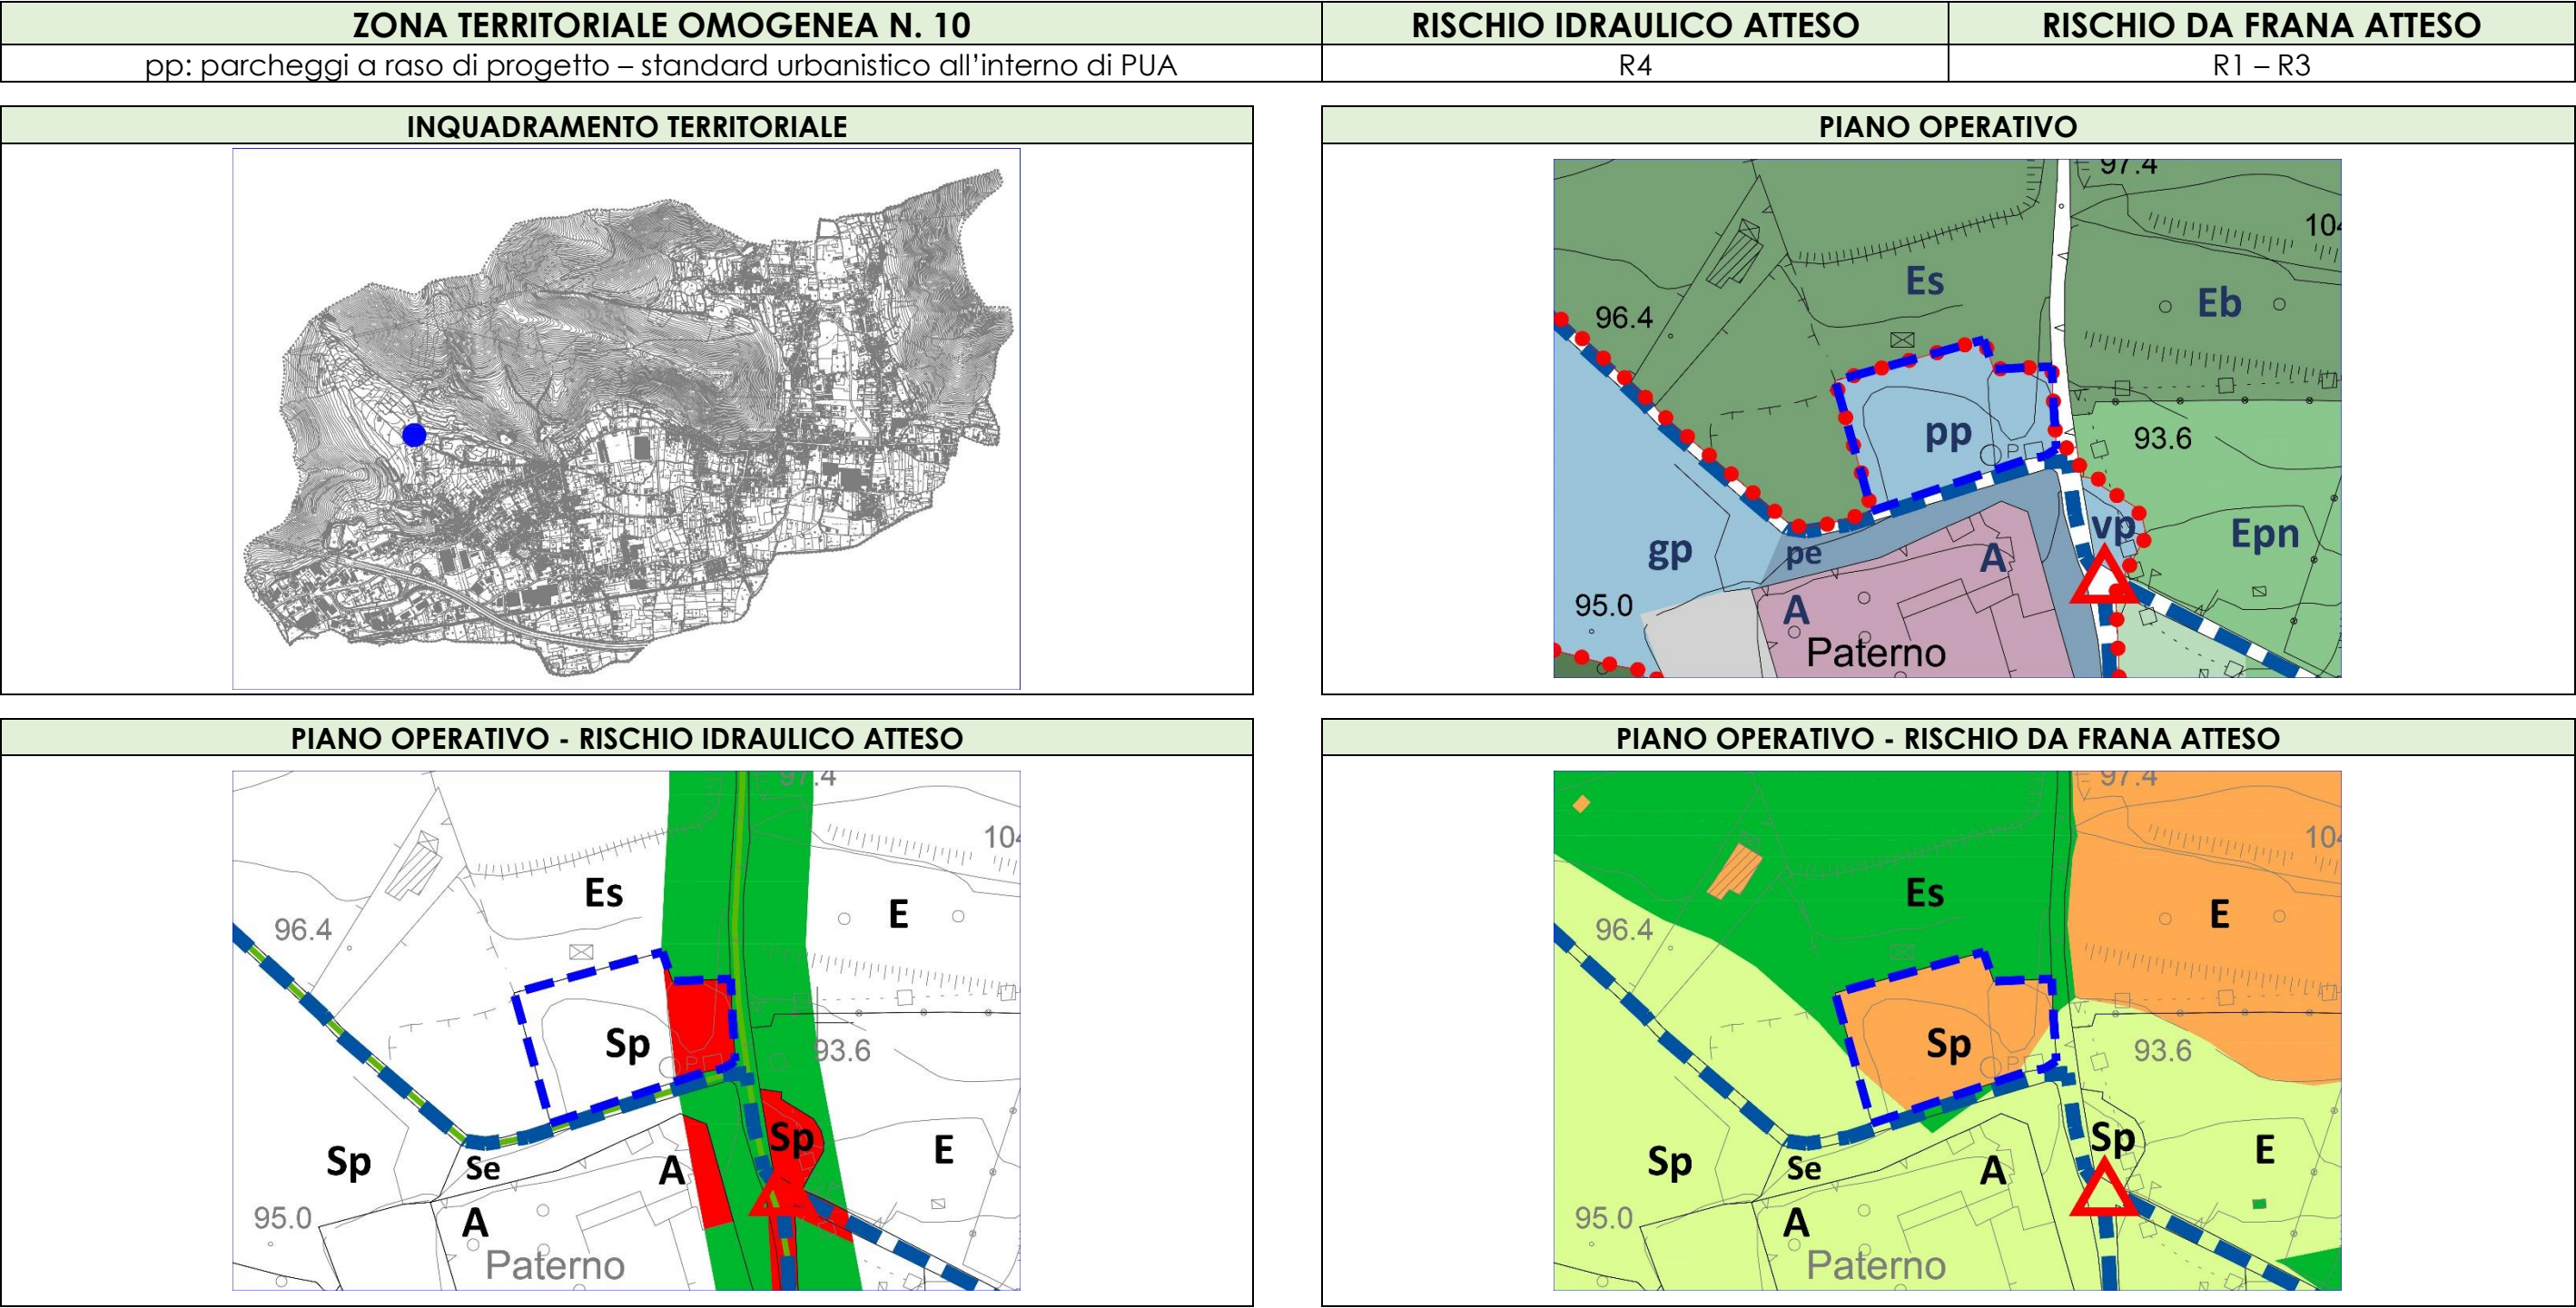 ZONA TERRITORIALE OMOGENEA N. 10
RISCHIO IDRAULICO ATTESO
RISCHIO DA FRANA ATTESO
pp: parcheggi a raso di progetto – standard urbanistico all’interno di PUA
R4
R1 – R3
INQUADRAMENTO TERRITORIALE
PIANO OPERATIVO
97.4
104
Es
Eb
96.4
pp
P
93.6
vp
Epn
gp
pe
A
95.0
A
Paterno
PIANO OPERATIVO - RISCHIO IDRAULICO ATTESO
97.4
104
Es
E
96.4
Sp
P
93.6
Sp
E
Sp
Se
A
95.0
A
Paterno
PIANO OPERATIVO - RISCHIO DA FRANA ATTESO
97.4
104
Es
E
96.4
Sp
P
93.6
Sp
E
Sp
Se
A
95.0
A
Paterno